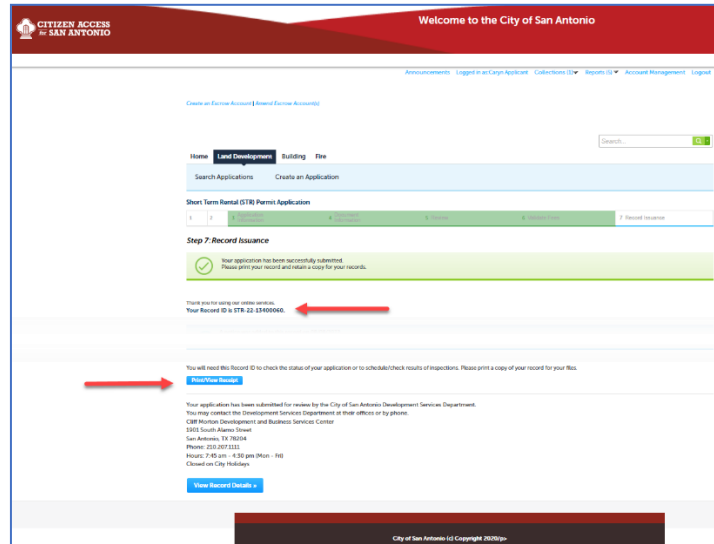 CITIZEN ACCESS
for SAN ANTONIO
Welcome to the City of San Antonio
Announcements Logged in as:Caryn Applicant Collections (1) Reports (5) Account Management Logout
Create an Escrow Account | Amend Escrow Account(s)
Search...
Home Land Development Building Fire
Search Applications Create an Application
Short Term Rental (STR) Permit Application
1 2 3 Application Information 4 5 6 7 Record Issuance
Step 7: Record Issuance
Your application has been successfully submitted.
Please print your record and retain a copy for your records.
Thank you for using our online services.
Your Record ID is STR-22-13400060.
You will need this Record ID to check the status of your application or to schedule/check results of inspections. Please print a copy of your record for your files.
Print/View Receipt
Your application has been submitted for review by the City of San Antonio Development Services Department.
You may contact the Development Services Department at their offices or by phone.
Cliff Morton Development and Business Services Center
1901 South Alamo Street
San Antonio, TX 78204
Phone: 210.207.1111
Hours: 7:45 am - 4:30 pm (Mon - Fri)
Closed on City Holidays
View Record Details »
City of San Antonio (c) Copyright 2020/p>